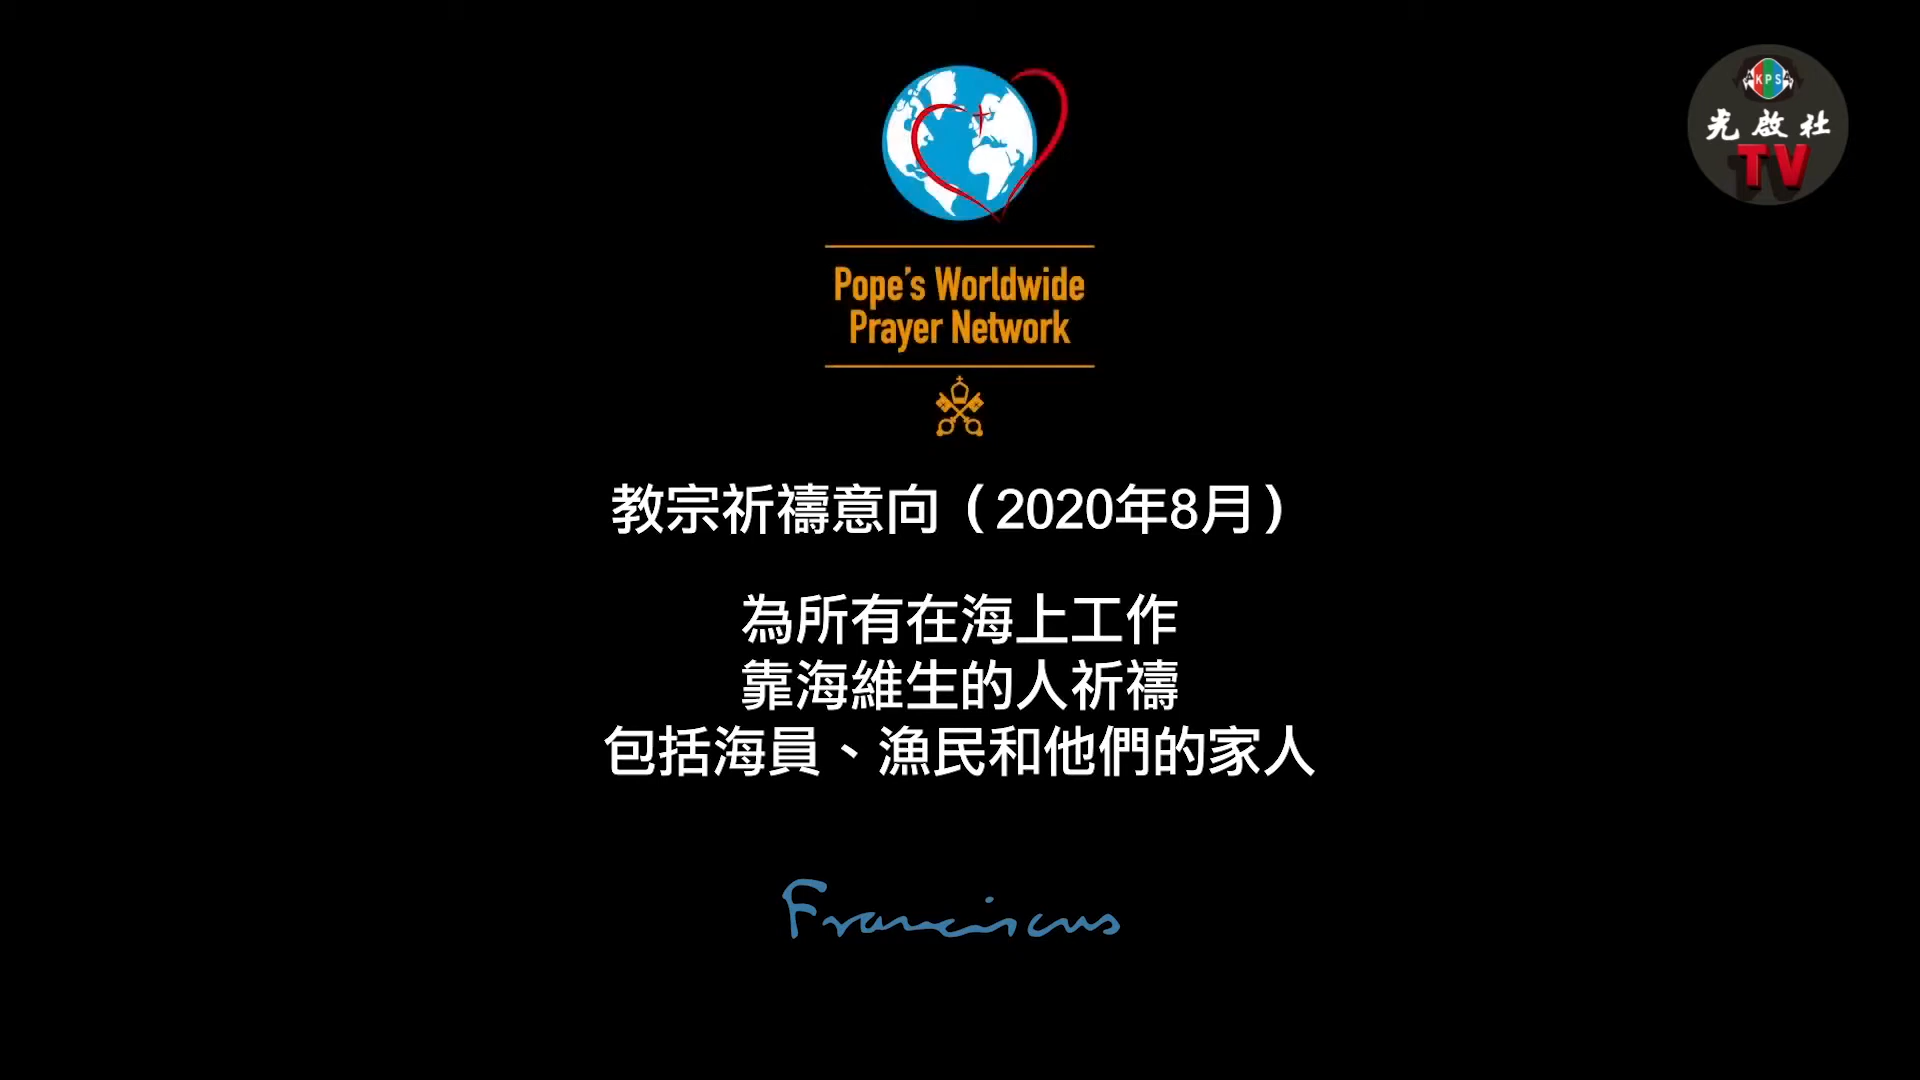 KPS
光啟社
TV
Pope's Worldwide
Prayer Network
教宗祈禱意向（2020年8月）
為所有在海上工作
靠海維生的人祈禱
包括海員、漁民和他們的家人
Franciscus